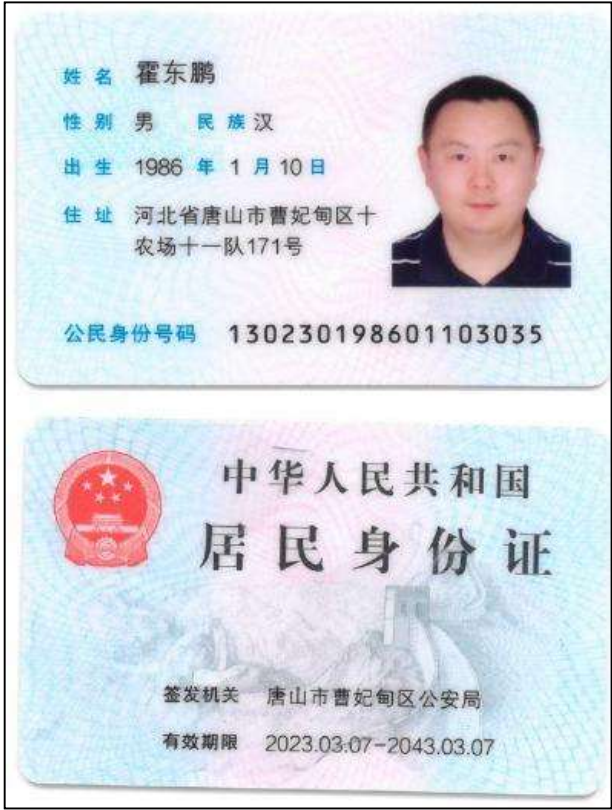 姓名 霍东鹏
性别 男 民族 汉
出生 1986 年 1 月 10 日
住址 河北省唐山市曹妃甸区十
农场十一队171号
公民身份号码 130230198601103035
中华人民共和国
居民身份证
签发机关 唐山市曹妃甸区公安局
有效期限 2023.03.07-2043.03.07